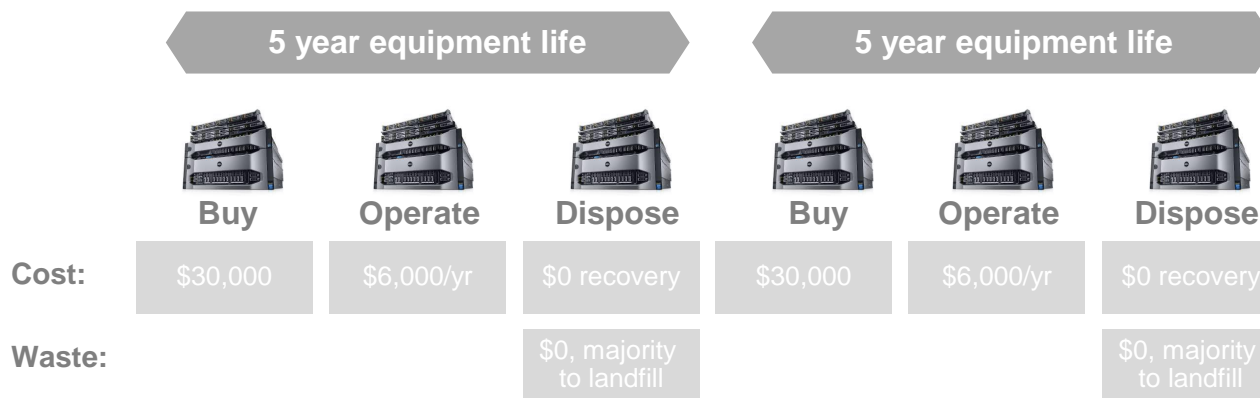 5 year equipment life 5 year equipment life
Buy Operate Dispose Buy Operate Dispose
Cost: $30,000 $6,000/yr $0 recovery $30,000 $6,000/yr $0 recovery
Waste: $0, majority $0, majority
to landfill to landfill